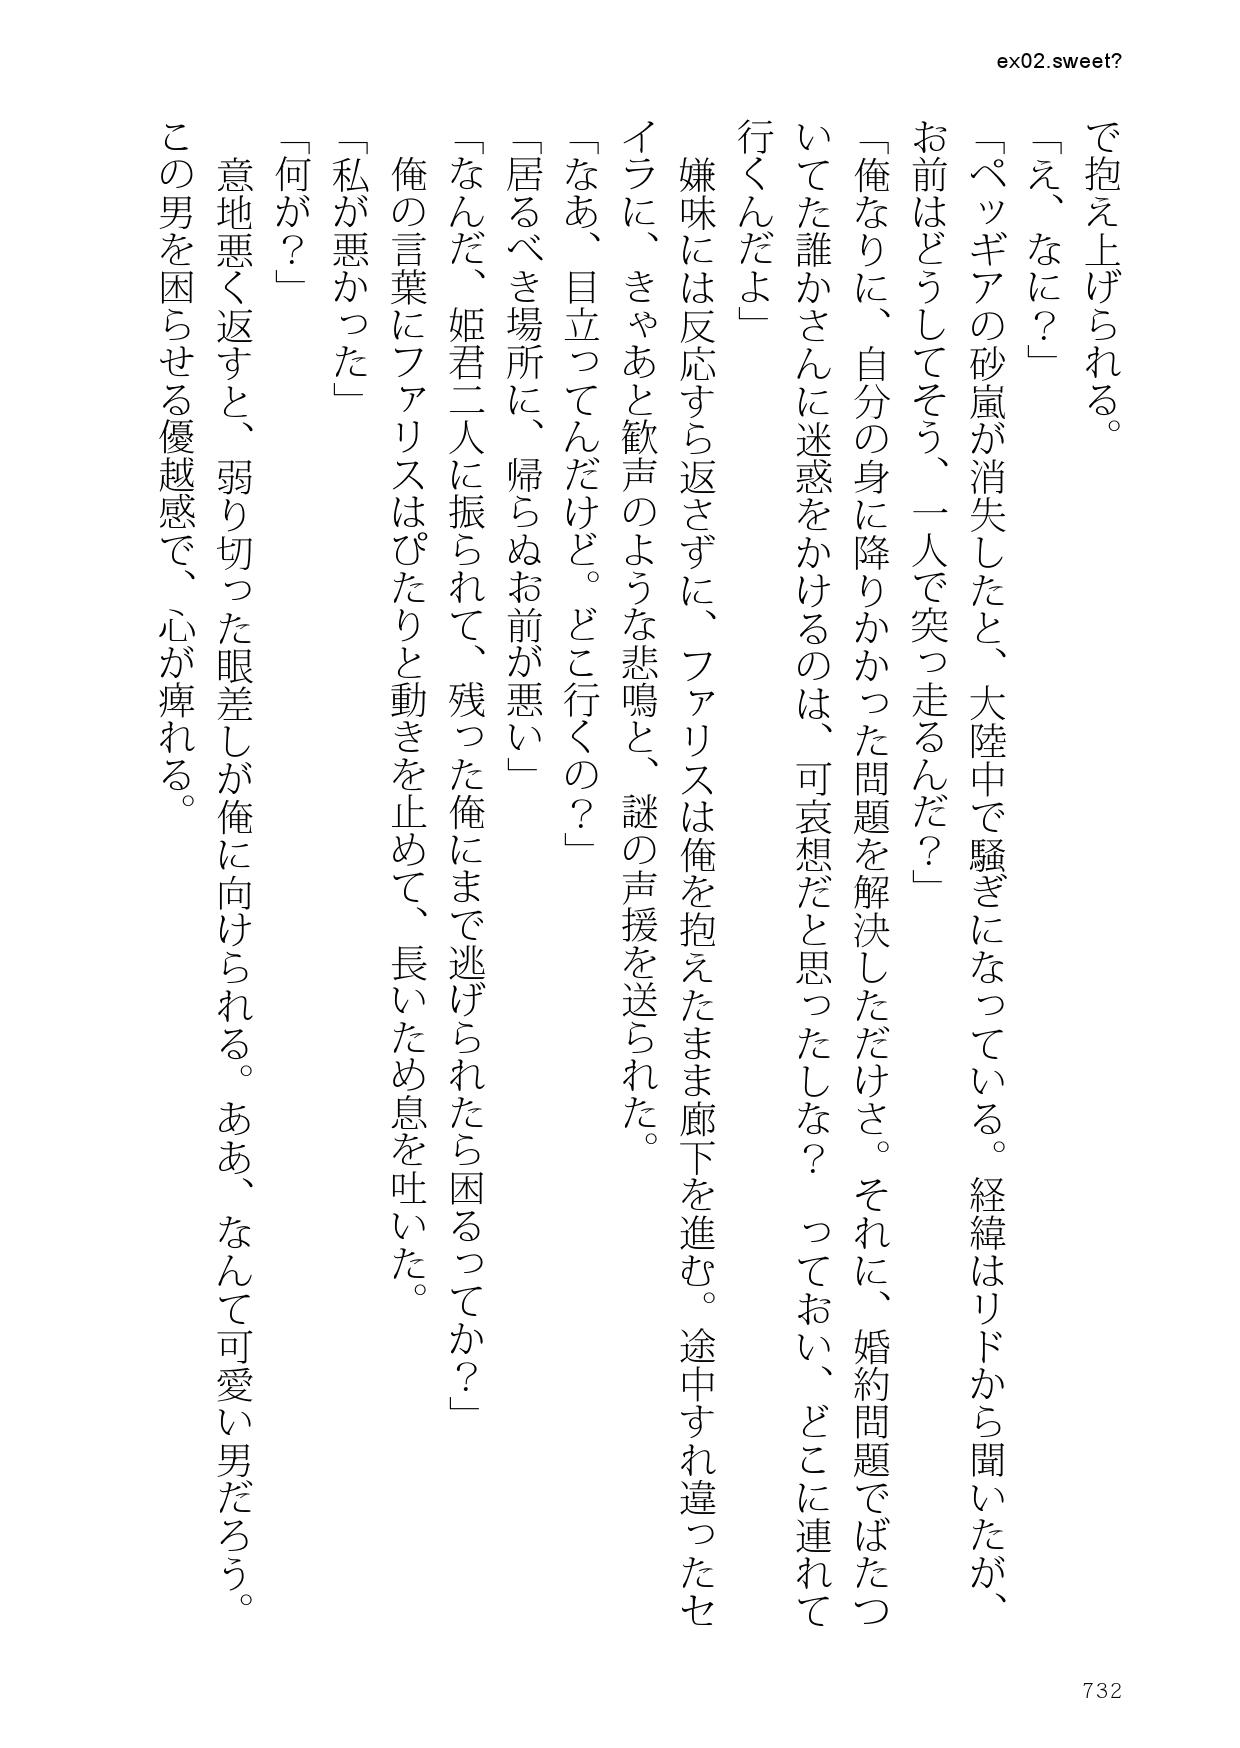 ex02.sweet?
で抱え上げられる。
「え、なに？」
「ペッギアの砂嵐が消失したと、大陸中で騒ぎになっている。経緯はリドから聞いたが、
お前はどうしてそう、一人で突っ走るんだ？」
「俺なりに、自分の身に降りかかった問題を解決しただけさ。それに、婚約問題でばたつ
いてた誰かさんに迷惑をかけるのは、可哀想だと思ったしな？　っておい、どこに連れて
行くんだよ」
　嫌味には反応すら返さずに、ファリスは俺を抱えたまま廊下を進む。途中すれ違ったセ
イラに、きゃあと歓声のような悲鳴と、謎の声援を送られた。
「なあ、目立ってんだけど。どこ行くの？」
「居るべき場所に、帰らぬお前が悪い」
「なんだ、姫君二人に振られて、残った俺にまで逃げられたら困るってか？」
　俺の言葉にファリスはぴたりと動きを止めて、長いため息を吐いた。
「私が悪かった」
「何が？」
　意地悪く返すと、弱り切った眼差しが俺に向けられる。ああ、なんて可愛い男だろう。
この男を困らせる優越感で、心が痺れる。
732